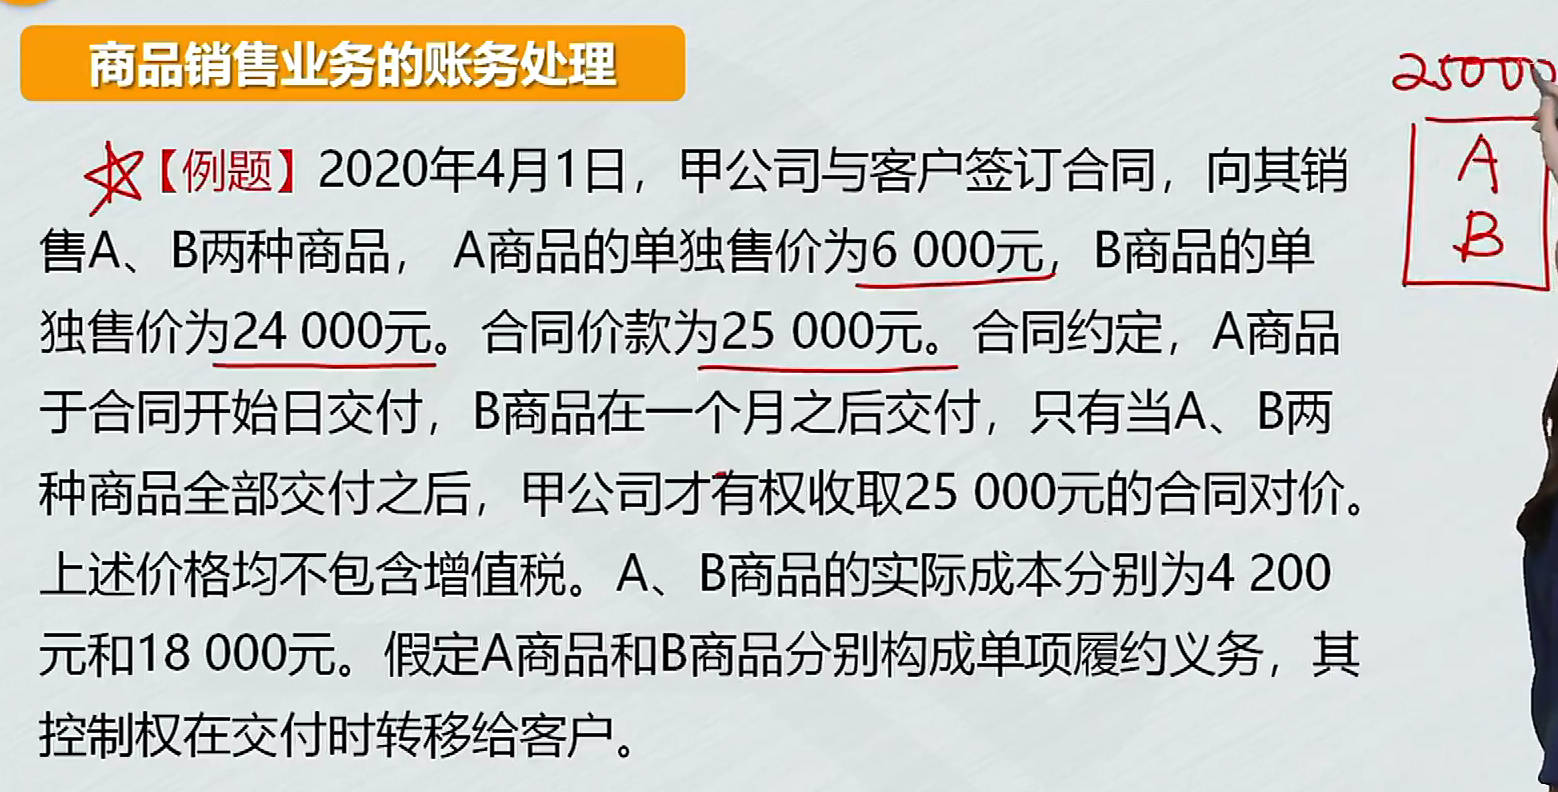 商品销售业务的账务处理
25000
A
B
【例题】2020年4月1日，甲公司与客户签订合同，向其销
售A、B两种商品， A商品的单独售价为6 000元，B商品的单
独售价为24 000元。合同价款为25 000元。合同约定，A商品
于合同开始日交付，B商品在一个月之后交付，只有当A、B两
种商品全部交付之后，甲公司才有权收取25 000元的合同对价。
上述价格均不包含增值税。A、B商品的实际成本分别为4 200
元和18 000元。假定A商品和B商品分别构成单项履约义务，其
控制权在交付时转移给客户。